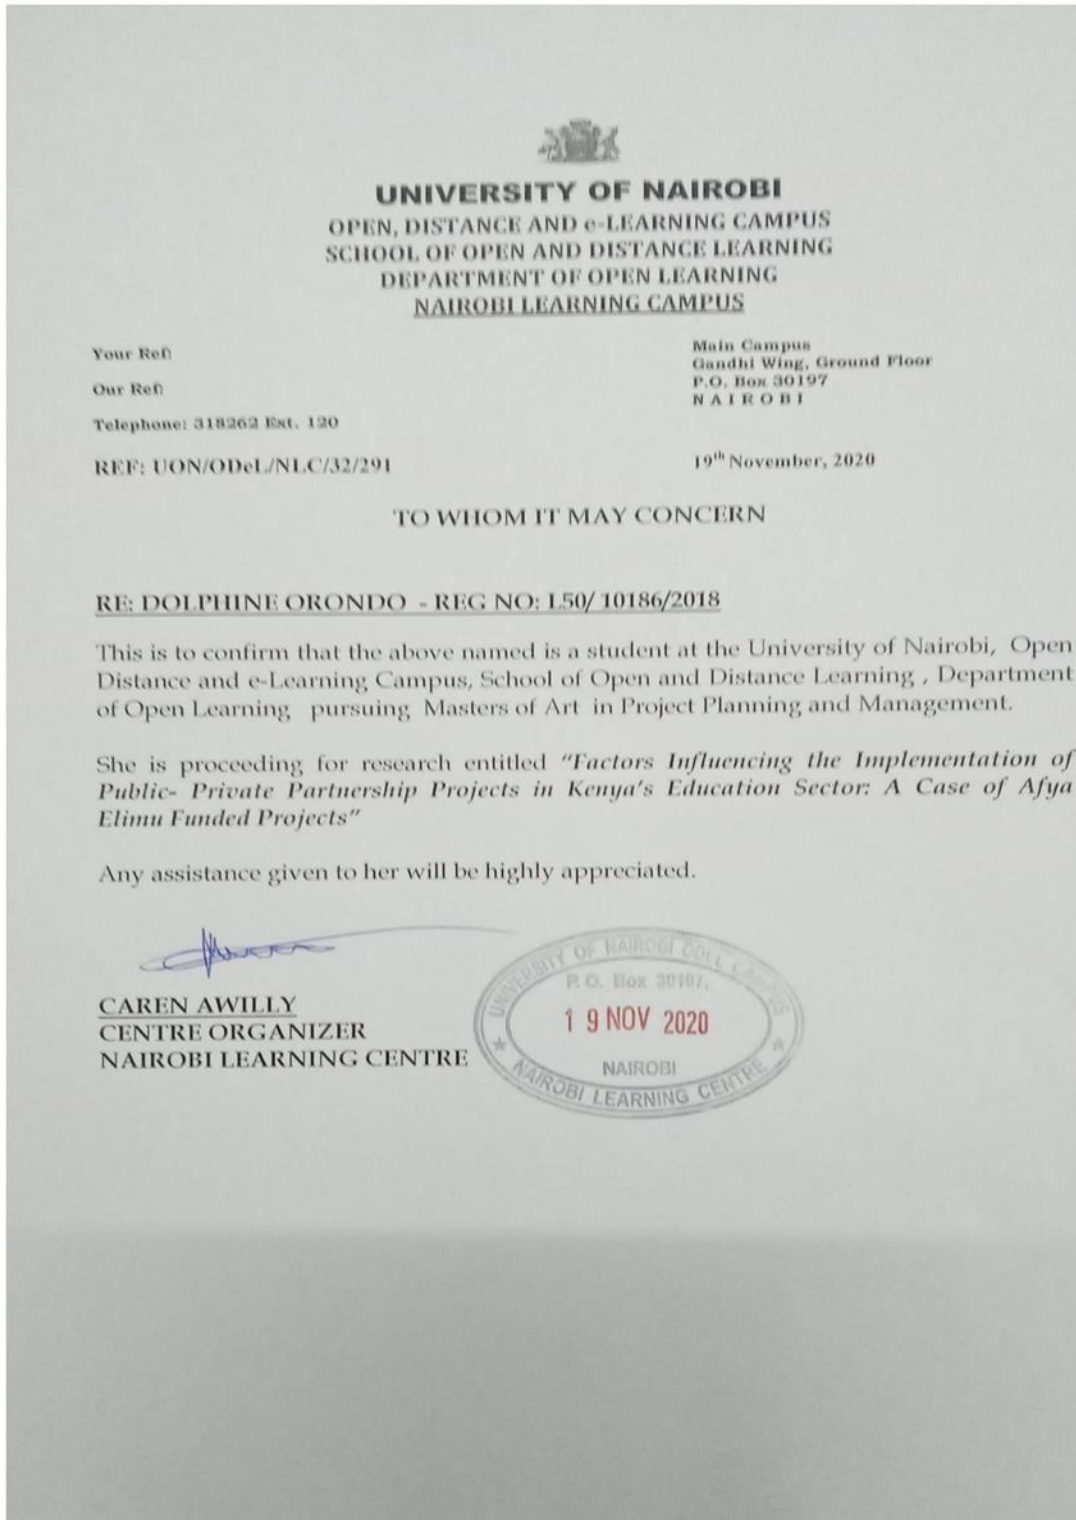 UNIVERSITY OF NAIROBI
OPEN, DISTANCE AND e-LEARNING CAMPUS
SCHOOL OF OPEN AND DISTANCE LEARNING
DEPARTMENT OF OPEN LEARNING
NAIROBI LEARNING CAMPUS
Your Ref:
Our Ref:
Telephone: 318262 Ext. 120
Main Campus
Gandhi Wing, Ground Floor
P.O. Box 30197
N A I R O B I
REF: UON/ODeL/NLC/32/291
19th November, 2020
TO WHOM IT MAY CONCERN
RE: DOLPHINE ORONDO - REG NO: L50/ 10186/2018
This is to confirm that the above named is a student at the University of Nairobi, Open
Distance and e-Learning Campus, School of Open and Distance Learning , Department
of Open Learning pursuing Masters of Art in Project Planning and Management.
She is proceeding for research entitled “Factors Influencing the Implementation of
Public- Private Partnership Projects in Kenya's Education Sector: A Case of Afya
Elimu Funded Projects”
Any assistance given to her will be highly appreciated.
CAREN AWILLY
CENTRE ORGANIZER
NAIROBI LEARNING CENTRE
UNIVERSITY OF NAIROBI ODEL CAMPUS
P. O. Box 30197,
19 NOV 2020
NAIROBI
NAIROBI LEARNING CENTRE